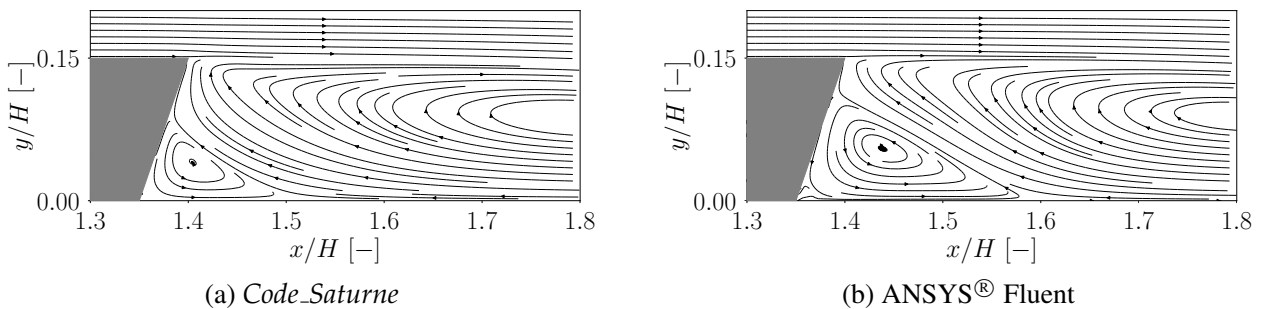 0.15
0.00
y/H [−]
1.3 1.4 1.5 1.6 1.7 1.8
x/H [−]
(a) Code_Saturne
0.15
0.00
y/H [−]
1.3 1.4 1.5 1.6 1.7 1.8
x/H [−]
(b) ANSYS® Fluent